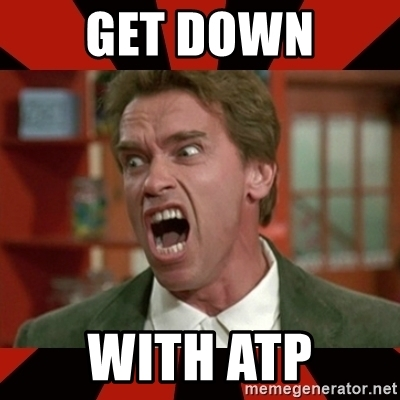 GET DOWN
WITH ATP
memegenerator.net